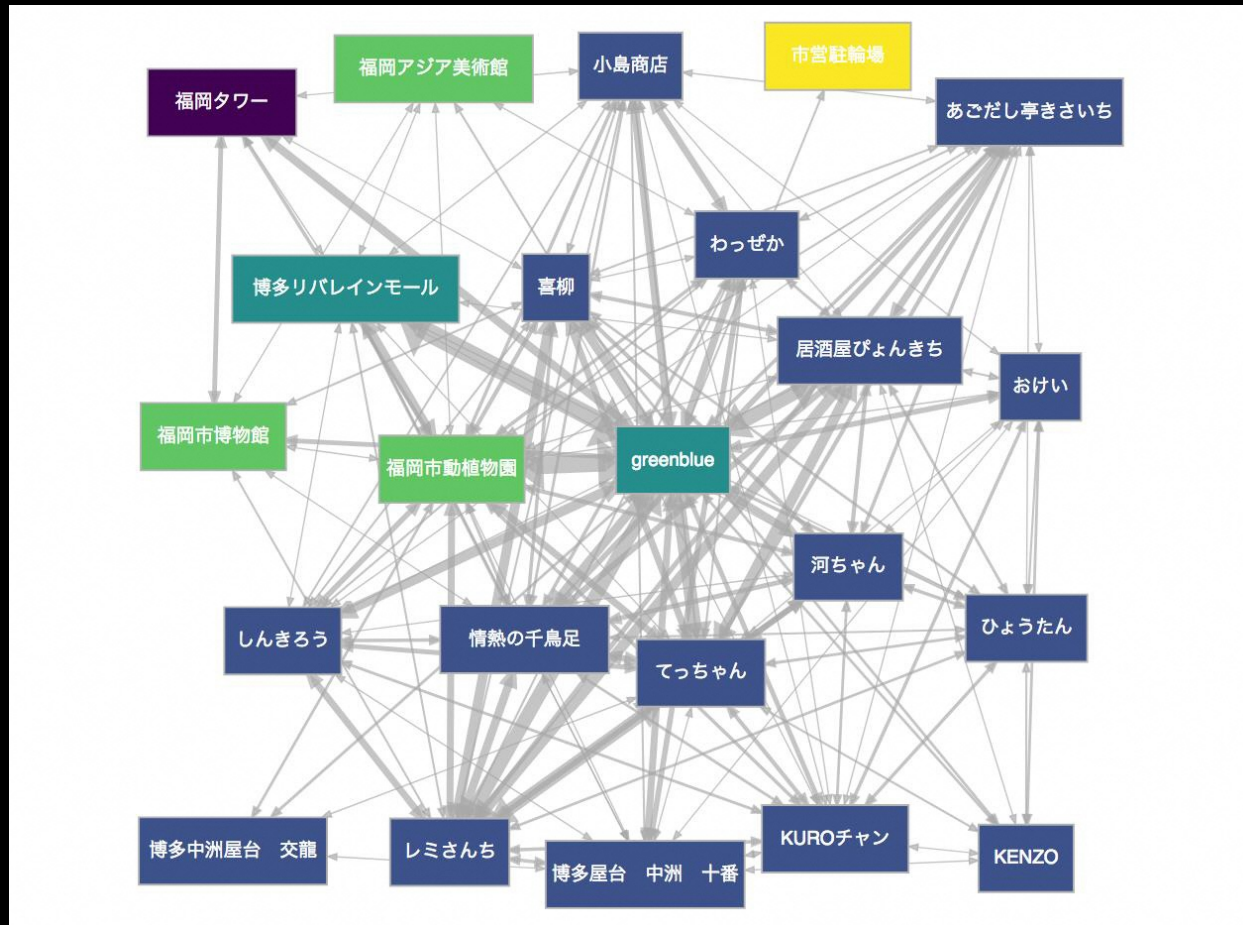 小島商店
市営駐輪場
福岡アジア美術館
福岡タワー
あごだし亭きさいち
わっぜか
博多リバレインモール
喜柳
居酒屋ぴょんきち
おけい
福岡市博物館
福岡市動植物園
greenblue
河ちゃん
しんきろう
情熱の千鳥足
ひょうたん
てっちゃん
博多中洲屋台　交龍
レミさんち
博多屋台　中洲　十番
KUROチャン
KENZO